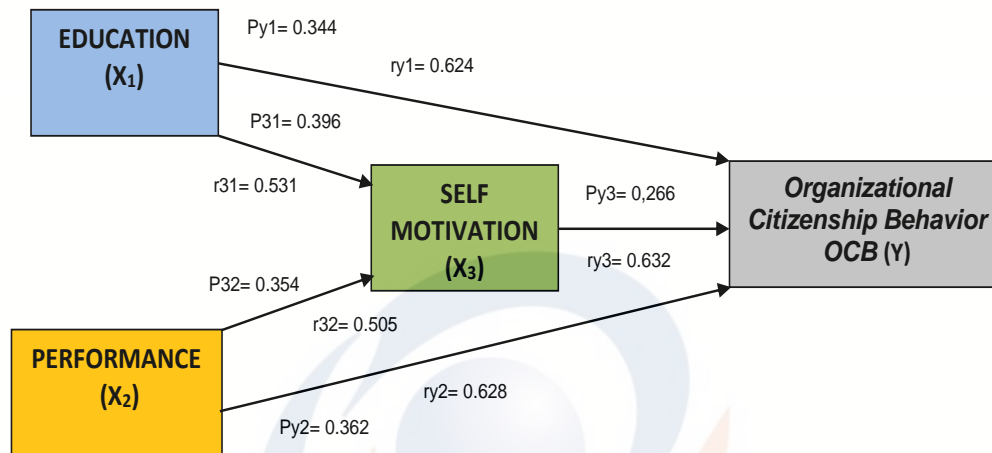 EDUCATION
(X₁)
Py1= 0.344
ry1= 0.624
P31= 0.396
r31= 0.531
SELF
MOTIVATION
(X₃)
Py3= 0,266
ry3= 0.632
Organizational
Citizenship Behavior
OCB (Y)
P32= 0.354
r32= 0.505
PERFORMANCE
(X₂)
ry2= 0.628
Py2= 0.362